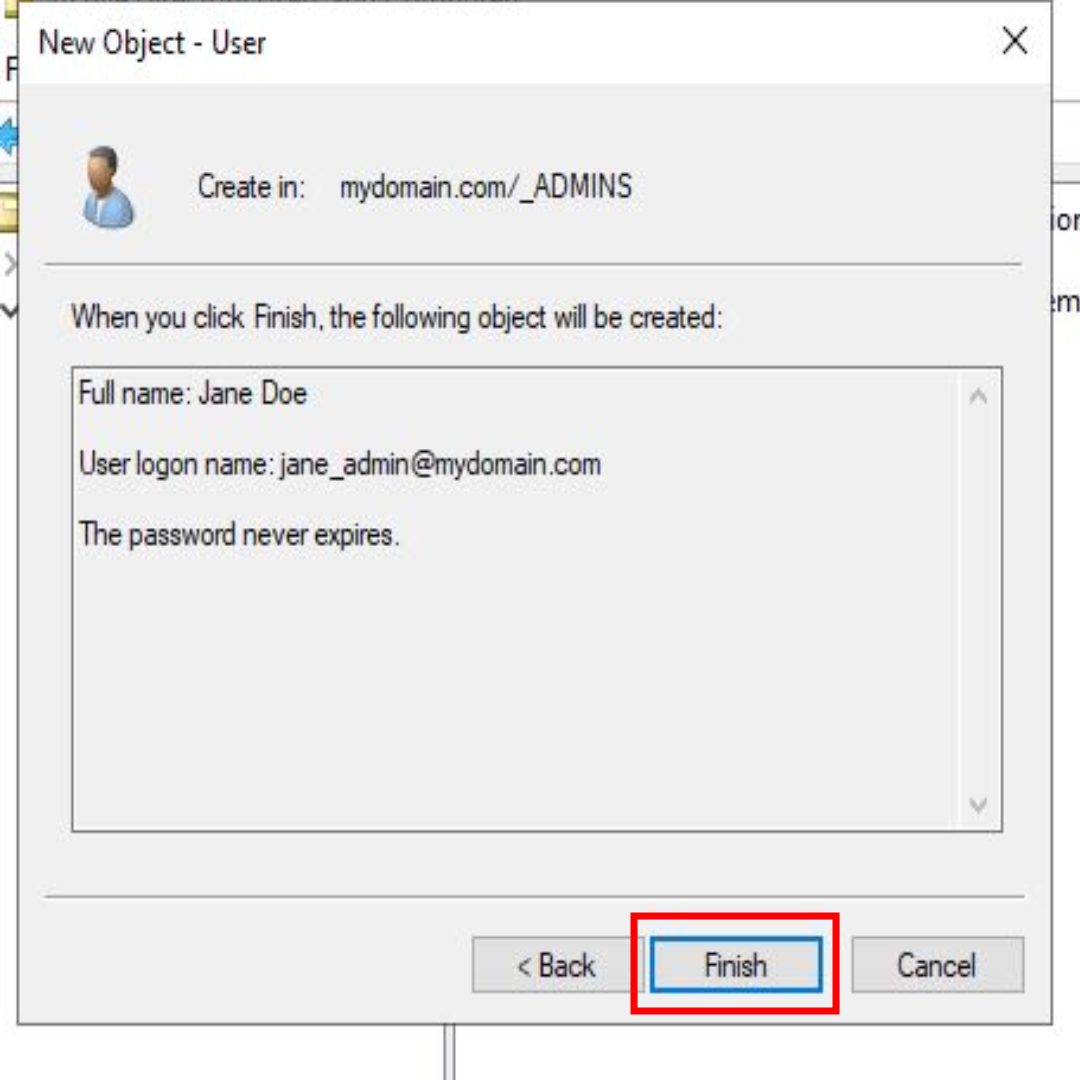 New Object - User
Create in: mydomain.com/_ADMINS
When you click Finish, the following object will be created:
Full name: Jane Doe
User logon name: jane_admin@mydomain.com
The password never expires.
< Back
Finish
Cancel